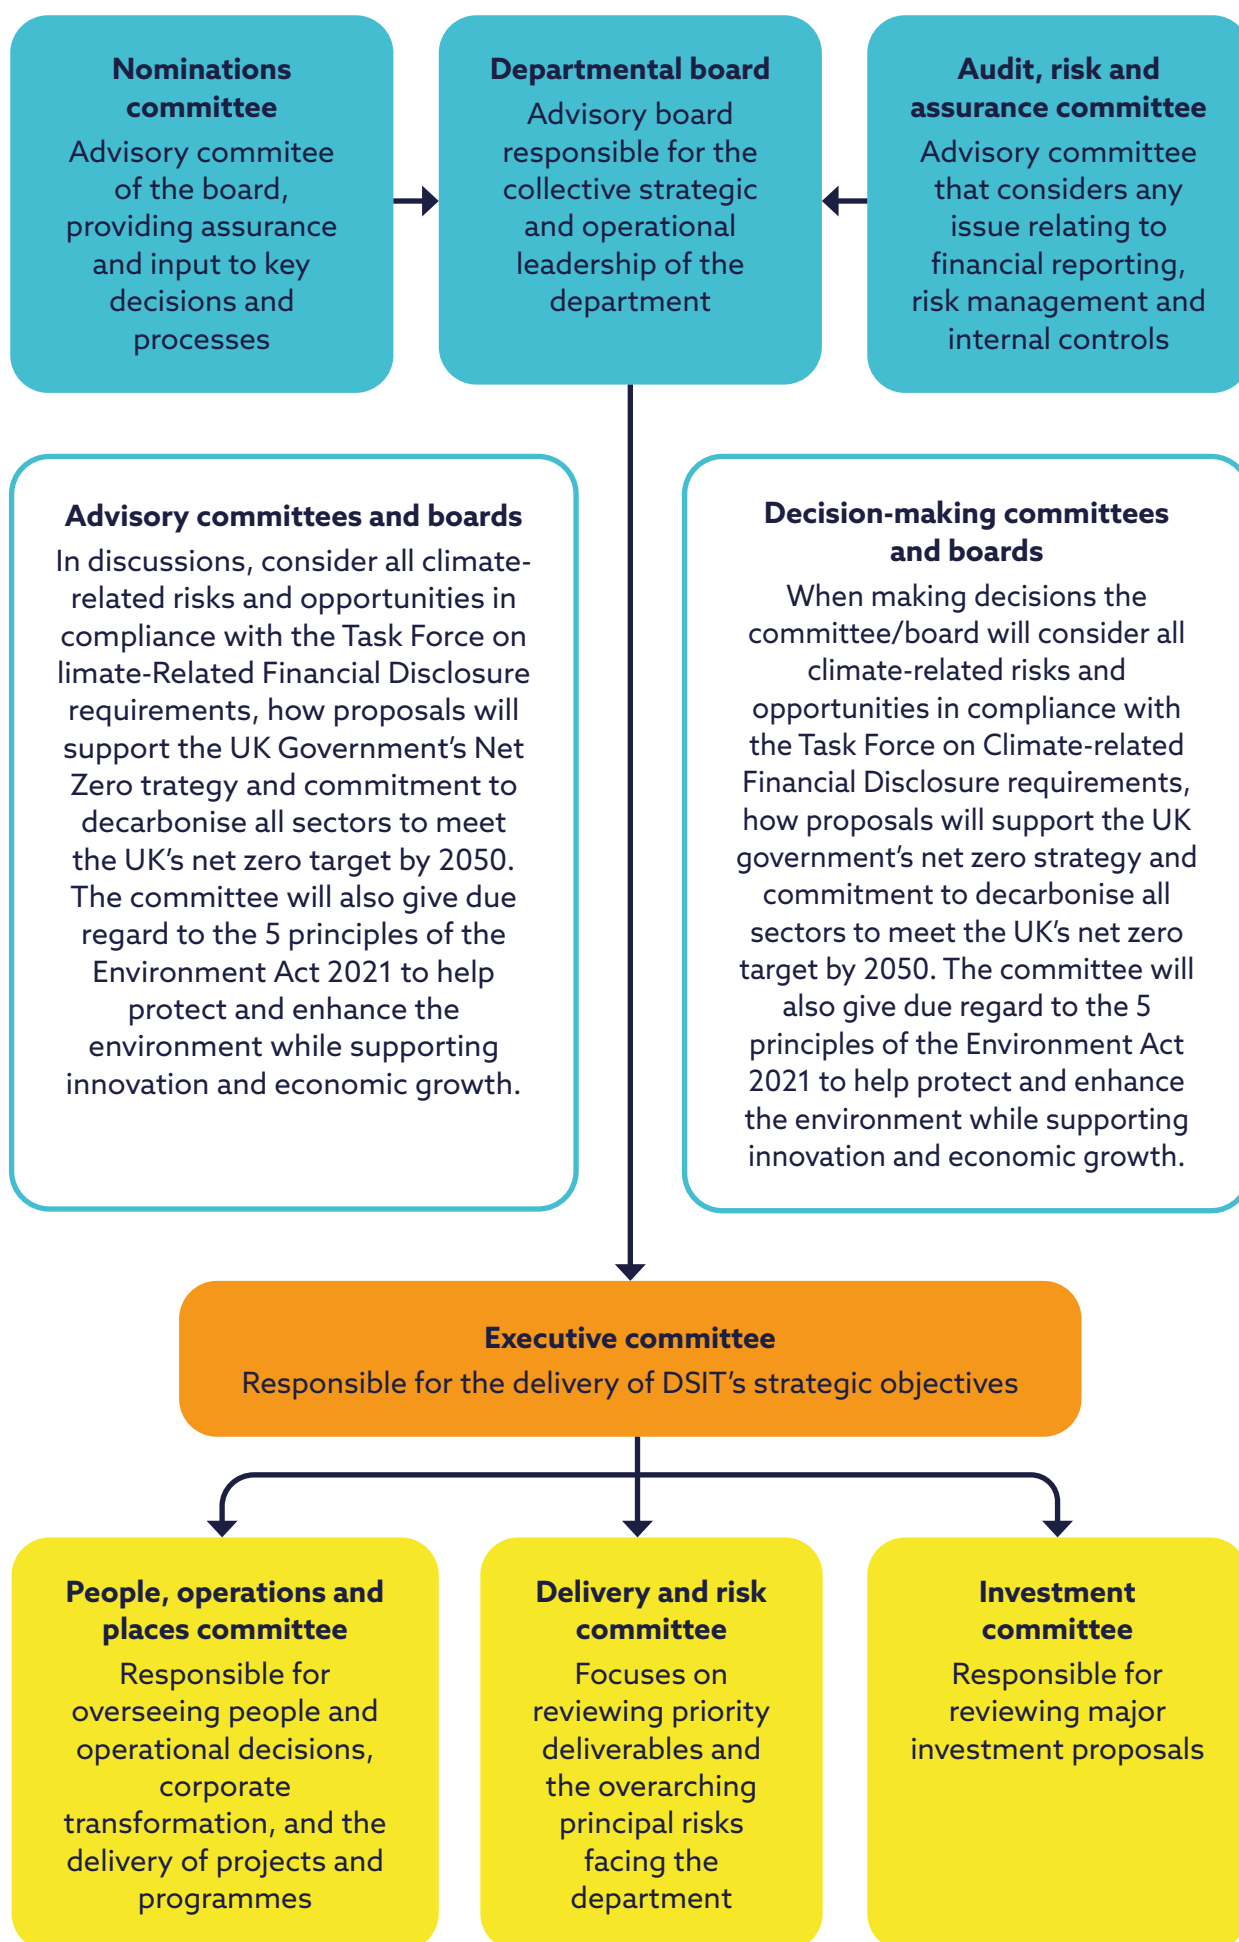 Nominations
committee
Advisory commitee
of the board,
providing assurance
and input to key
decisions and
processes
Departmental board
Advisory board
responsible for the
collective strategic
and operational
leadership of the
department
Audit, risk and
assurance committee
Advisory committee
that considers any
issue relating to
financial reporting,
risk management and
internal controls
Advisory committees and boards
In discussions, consider all climate-
related risks and opportunities in
compliance with the Task Force on
limate-Related Financial Disclosure
requirements, how proposals will
support the UK Government’s Net
Zero trategy and commitment to
decarbonise all sectors to meet
the UK’s net zero target by 2050.
The committee will also give due
regard to the 5 principles of the
Environment Act 2021 to help
protect and enhance the
environment while supporting
innovation and economic growth.
Decision-making committees
and boards
When making decisions the
committee/board will consider all
climate-related risks and
opportunities in compliance with
the Task Force on Climate-related
Financial Disclosure requirements,
how proposals will support the UK
government’s net zero strategy and
commitment to decarbonise all
sectors to meet the UK’s net zero
target by 2050. The committee will
also give due regard to the 5
principles of the Environment Act
2021 to help protect and enhance
the environment while supporting
innovation and economic growth.
Executive committee
Responsible for the delivery of DSIT’s strategic objectives
People, operations and
places committee
Responsible for
overseeing people and
operational decisions,
corporate
transformation, and the
delivery of projects and
programmes
Delivery and risk
committee
Focuses on
reviewing priority
deliverables and
the overarching
principal risks
facing the
department
Investment
committee
Responsible for
reviewing major
investment proposals